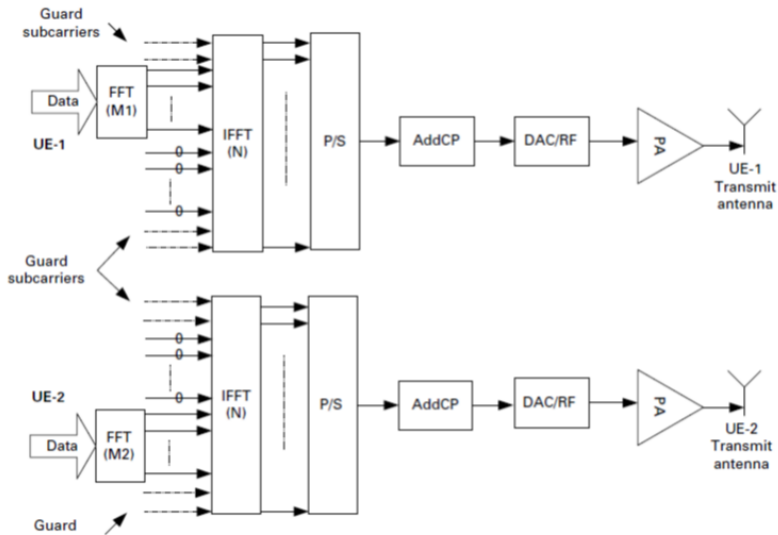 Guard
subcarriers
Data
FFT
(M1)
UE-1
0
0
0
IFFT
(N)
P/S
AddCP
DAC/RF
PA
UE-1
Transmit
antenna
Guard
subcarriers
0
0
0
UE-2
Data
FFT
(M2)
IFFT
(N)
P/S
AddCP
DAC/RF
PA
UE-2
Transmit
antenna
Guard